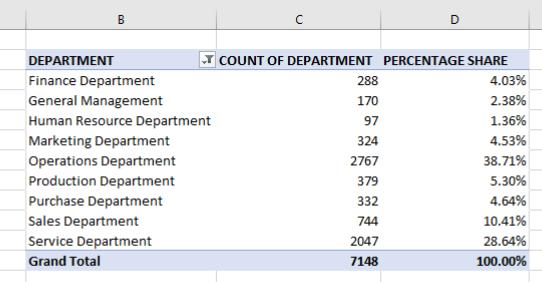 B C D
DEPARTMENT COUNT OF DEPARTMENT PERCENTAGE SHARE
Finance Department 288 4.03%
General Management 170 2.38%
Human Resource Department 97 1.36%
Marketing Department 324 4.53%
Operations Department 2767 38.71%
Production Department 379 5.30%
Purchase Department 332 4.64%
Sales Department 744 10.41%
Service Department 2047 28.64%
Grand Total 7148 100.00%